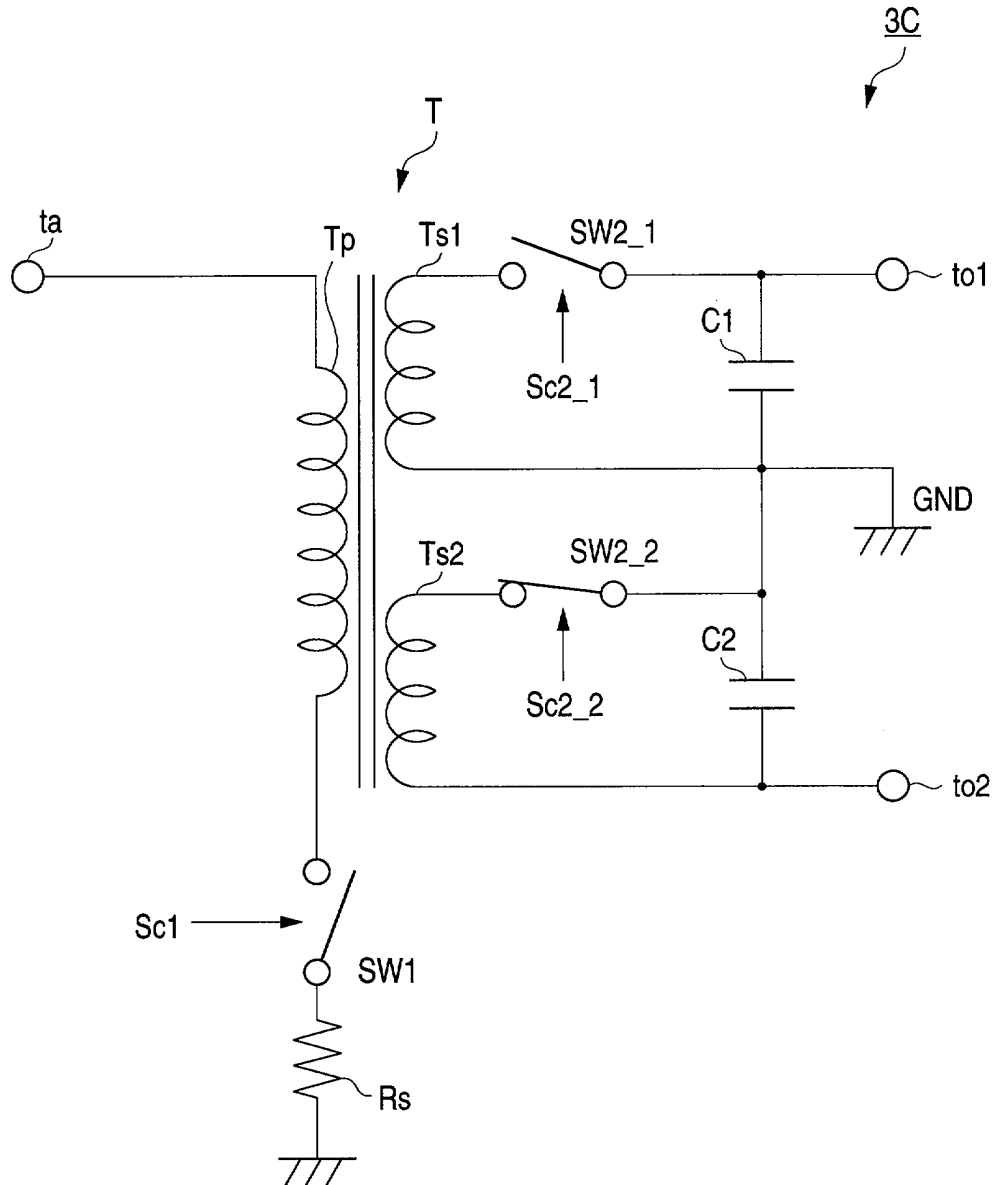 3C
T
ta
Tp
Ts1
SW2_1
to1
C1
Sc2_1
GND
Ts2
SW2_2
C2
Sc2_2
to2
Sc1
SW1
Rs